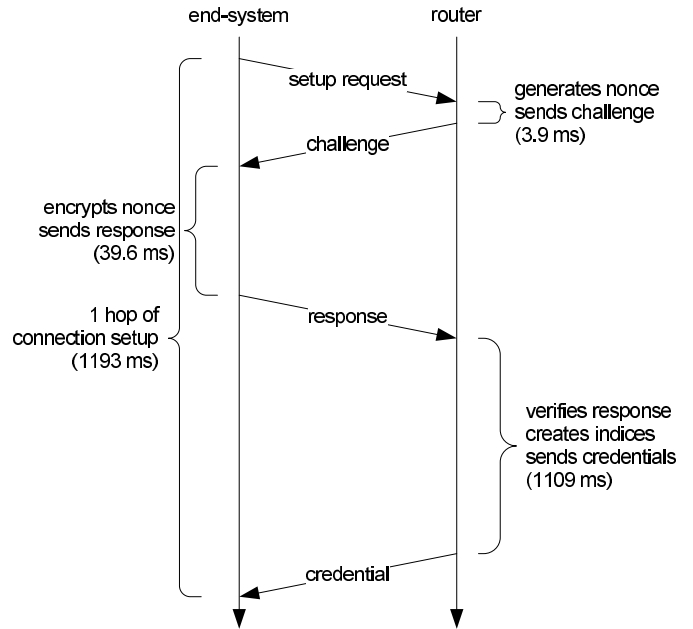 end-system
router
setup request
generates nonce
sends challenge
(3.9 ms)
challenge
encrypts nonce
sends response
(39.6 ms)
1 hop of
connection setup
(1193 ms)
response
verifies response
creates indices
sends credentials
(1109 ms)
credential